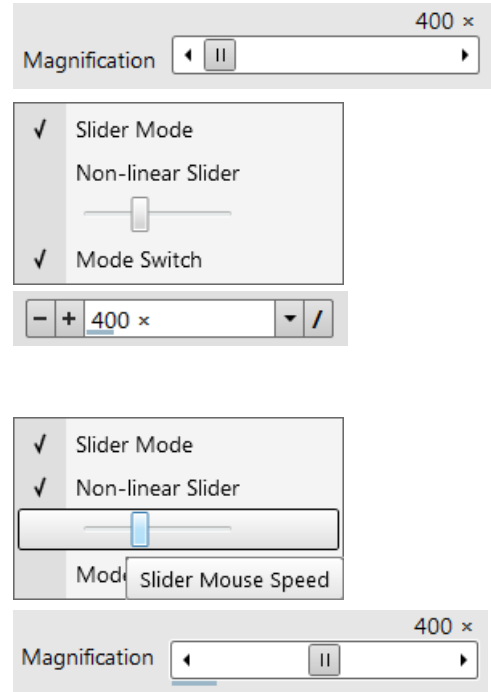 400 ×
Magnification
✓ Slider Mode
Non-linear Slider
✓ Mode Switch
− + 400 × /
✓ Slider Mode
✓ Non-linear Slider
Mod
Slider Mouse Speed
400 ×
Magnification